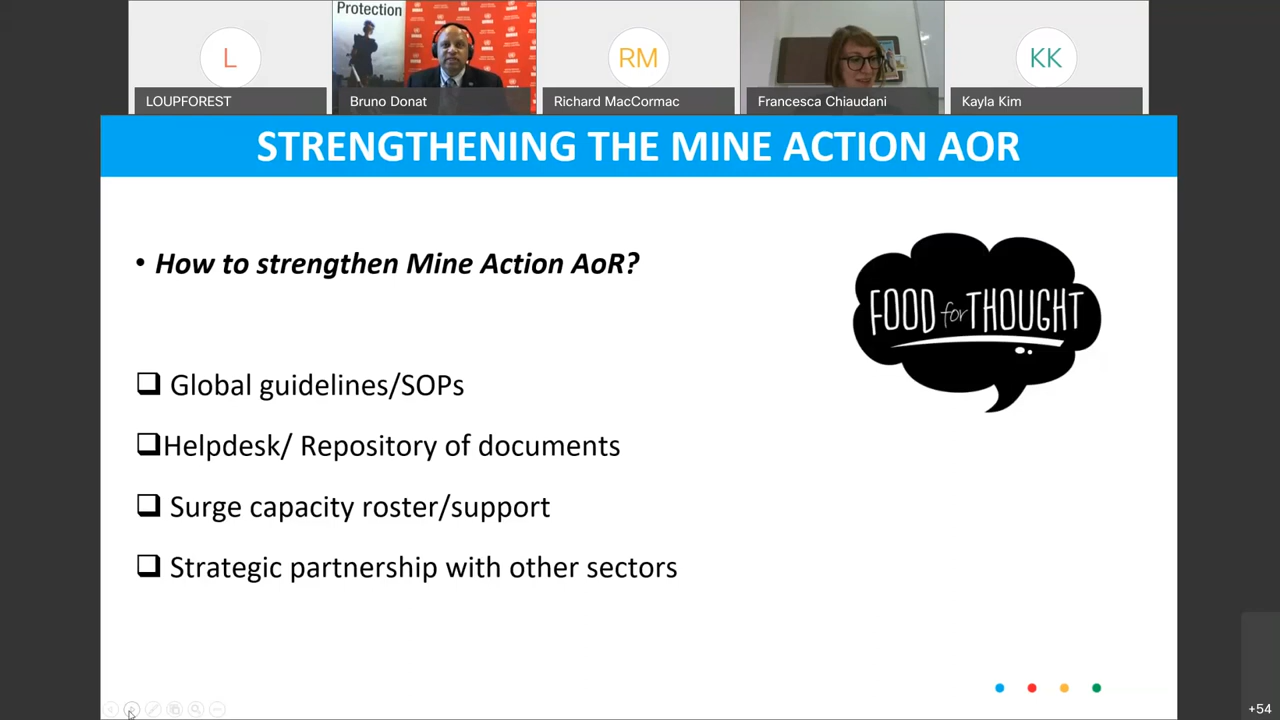 Protection
L
RM
KK
LOUPFOREST
Bruno Donat
Richard MacCormac
Francesca Chiaudani
Kayla Kim
STRENGTHENING THE MINE ACTION AOR
• How to strengthen Mine Action AoR?
FOOD for THOUGHT
❑ Global guidelines/SOPs
❑Helpdesk/ Repository of documents
❑ Surge capacity roster/support
❑ Strategic partnership with other sectors
+54